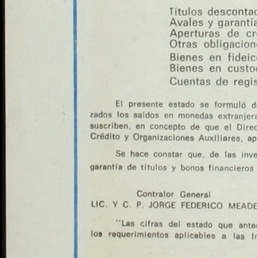 Títulos descontad
Avales y garantía
Aperturas de cr
Otras obligacion
Bienes en fideic
Bienes en custo
Cuentas de regis
El presente estado se formuló d
zados los saldos en monedas extranjera
suscriben, en concepto de que el Direc
Crédito y Organizaciones Auxiliares, ap
Se hace constar que, de las inve
garantía de títulos y bonos financieros
Contralor General
LIC. Y C. P. JORGE FEDERICO MEADE
"Las cifras del estado que ante
los requerimientos aplicables a las In